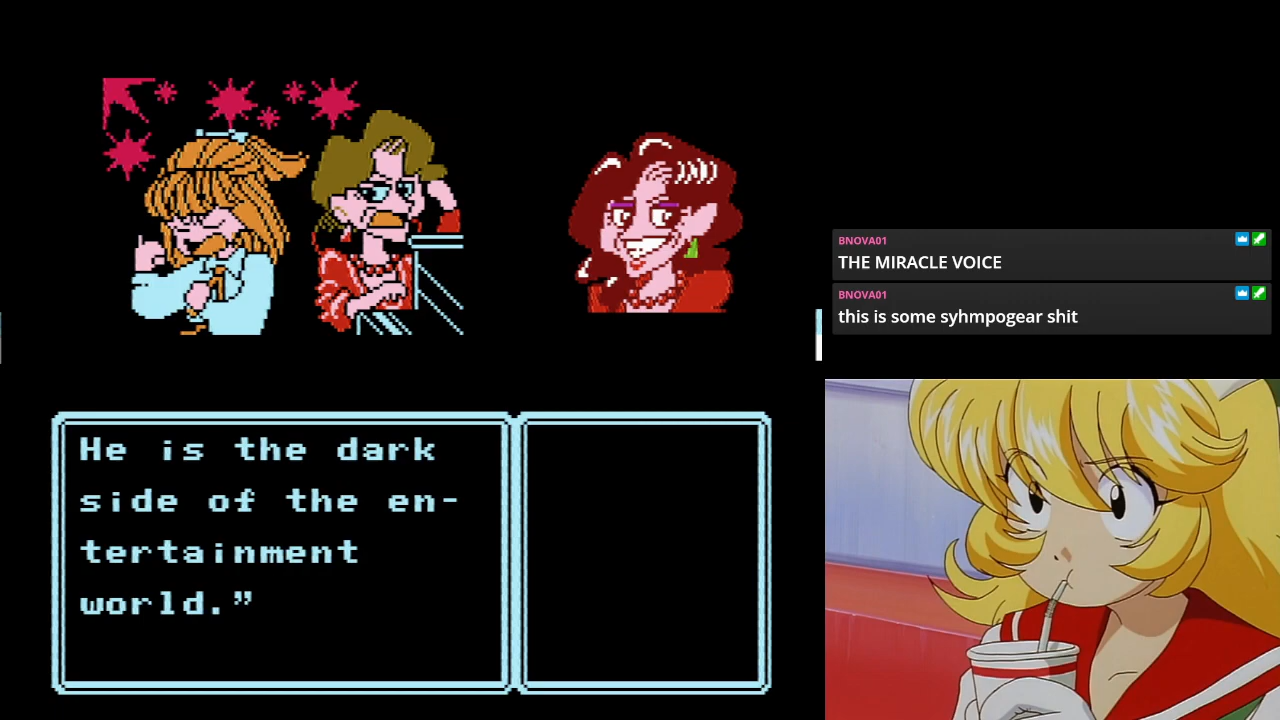 He is the dark
side of the en-
tertainment
world.”
BNOVA01
THE MIRACLE VOICE
BNOVA01
this is some syhmpogear shit